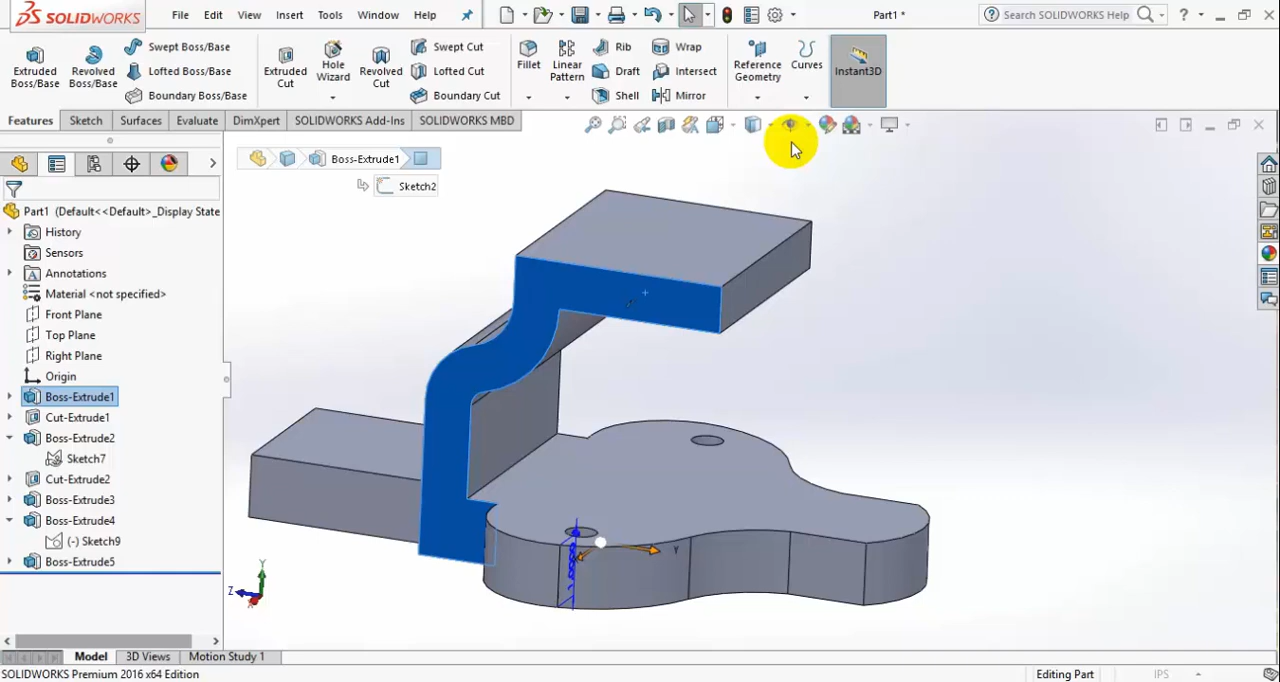 SOLIDWORKS File Edit View Insert Tools Window Help Part1 * Search SOLIDWORKS Help ?
Extruded Boss/Base
Revolved Boss/Base
Swept Boss/Base
Lofted Boss/Base
Boundary Boss/Base
Extruded Cut
Hole Wizard
Revolved Cut
Swept Cut
Lofted Cut
Boundary Cut
Fillet
Linear Pattern
Rib
Draft
Shell
Wrap
Intersect
Mirror
Reference Geometry
Curves
Instant3D
Features Sketch Surfaces Evaluate DimXpert SOLIDWORKS Add-Ins SOLIDWORKS MBD
Boss-Extrude1
Sketch2
Part1 (Default<<Default>_Display State
History
Sensors
Annotations
Material <not specified>
Front Plane
Top Plane
Right Plane
Origin
Boss-Extrude1
Cut-Extrude1
Boss-Extrude2
Sketch7
Cut-Extrude2
Boss-Extrude3
Boss-Extrude4
(-) Sketch9
Boss-Extrude5
Y
Y
Z
X
Model 3D Views Motion Study 1
SOLIDWORKS Premium 2016 x64 Edition Editing Part IPS